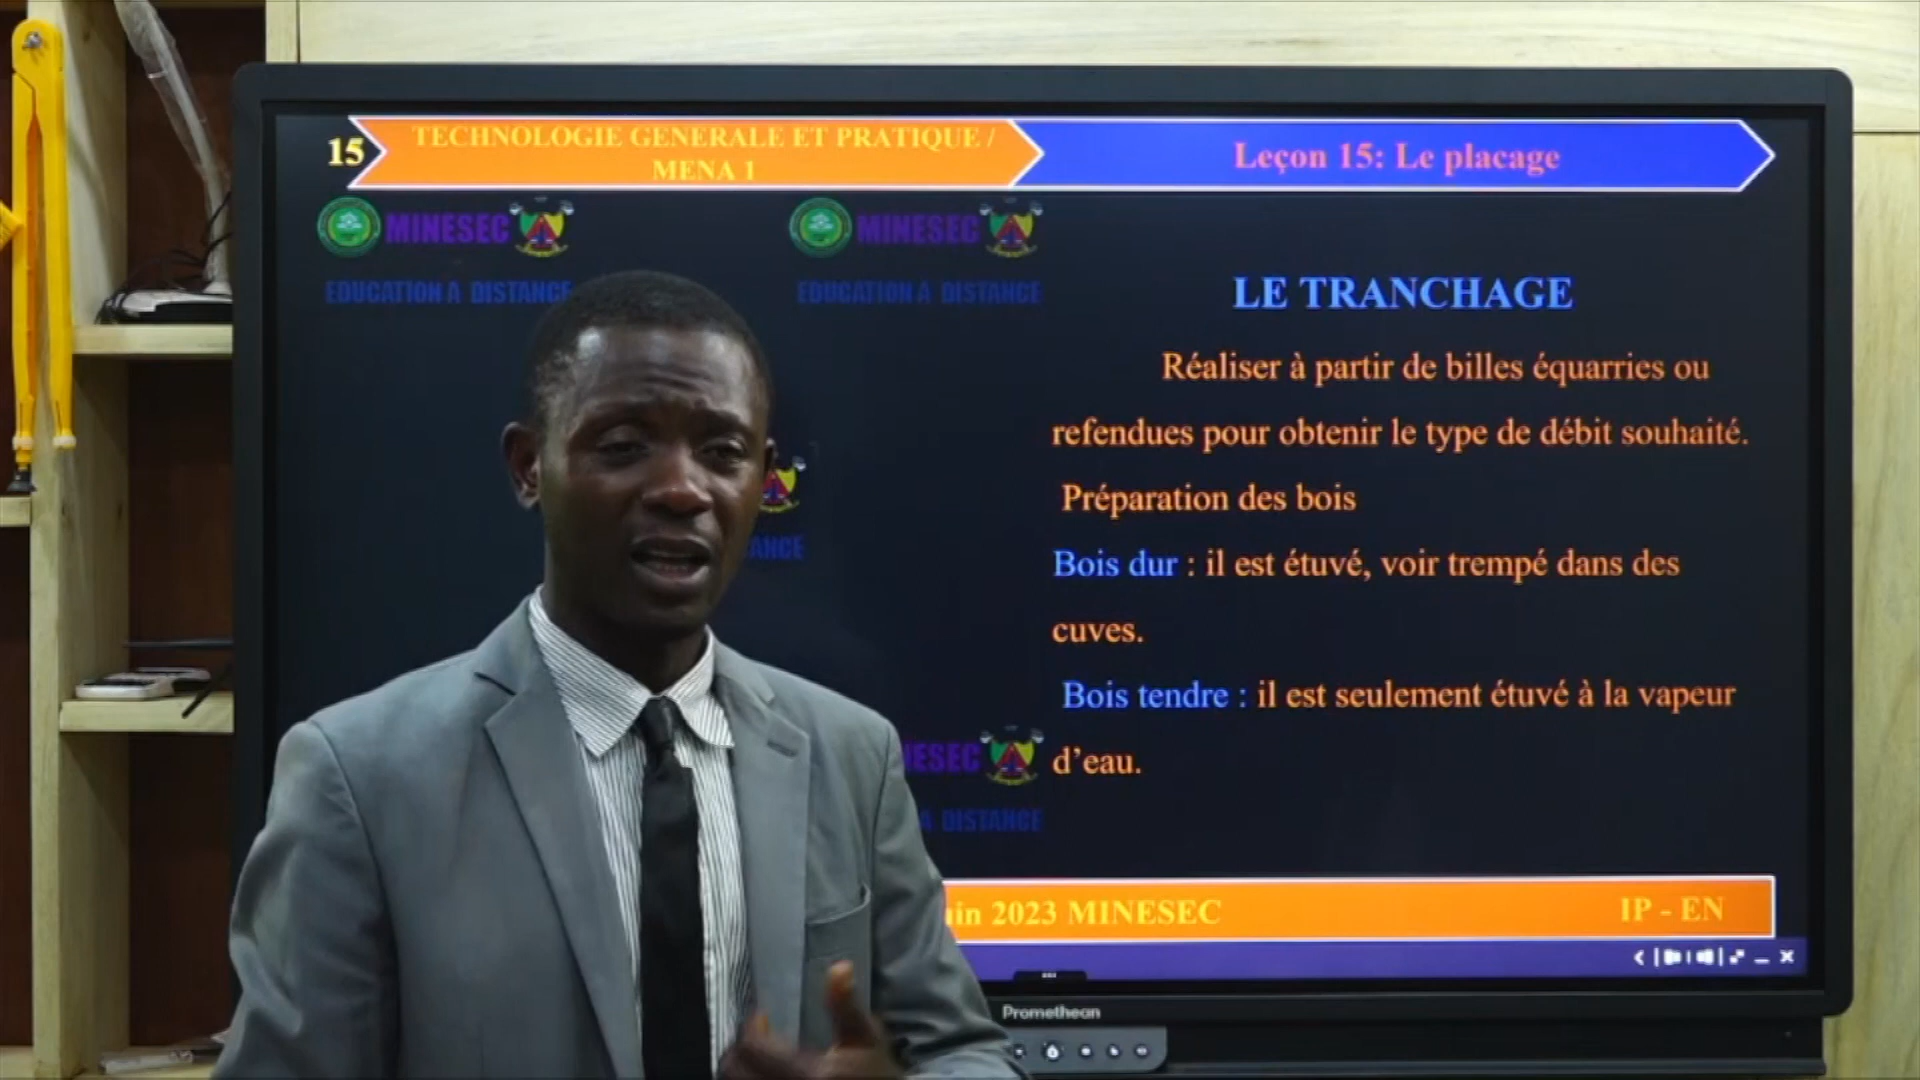 15
TECHNOLOGIE GENERALE ET PRATIQUE /
MENA 1
Leçon 15: Le placage
MINESEC
EDUCATION A DISTANCE
MINESEC
EDUCATION A DISTANCE
LE TRANCHAGE
Réaliser à partir de billes équarries ou
refendues pour obtenir le type de débit souhaité.
Préparation des bois
Bois dur : il est étuvé, voir trempé dans des
cuves.
Bois tendre : il est seulement étuvé à la vapeur
d’eau.
A DISTANCE
2023 MINESEC
IP - EN
Promethean